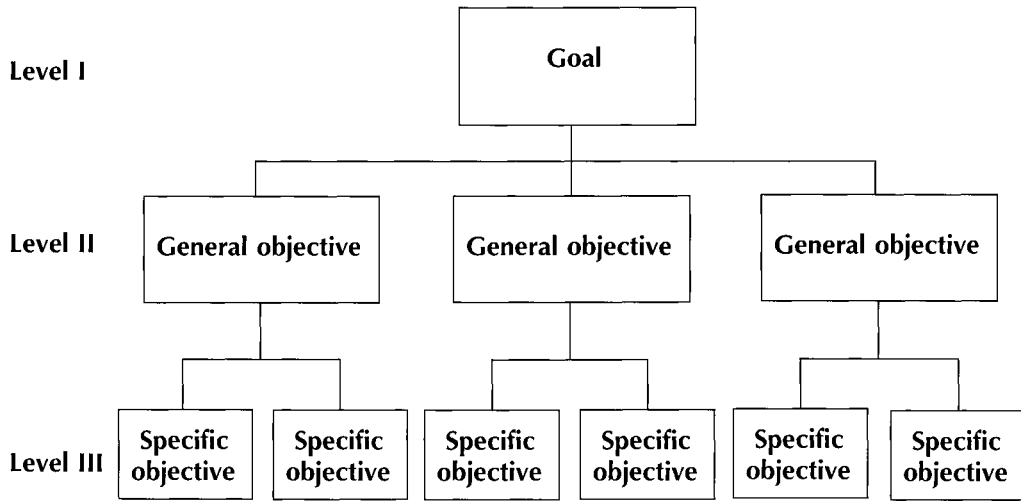 Level I
Goal
Level II
General objective
General objective
General objective
Level III
Specific
objective
Specific
objective
Specific
objective
Specific
objective
Specific
objective
Specific
objective